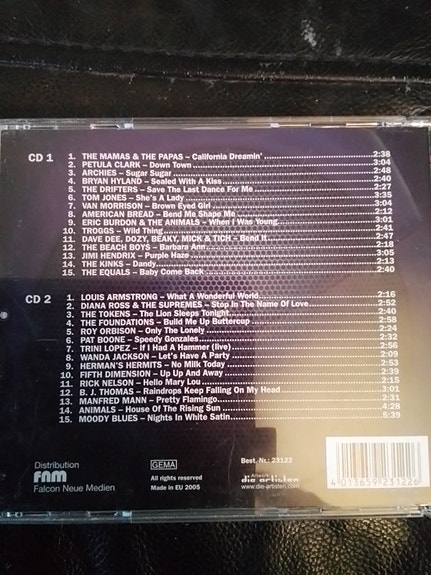 CD 1
1. THE MAMAS & THE PAPAS – California Dreamin' 2:38
2. PETULA CLARK – Down Town 3:04
3. ARCHIES – Sugar Sugar 2:48
4. BRYAN HYLAND – Sealed With A Kiss 2:40
5. THE DRIFTERS – Save The Last Dance For Me 2:27
6. TOM JONES – She's A Lady 3:35
7. VAN MORRISON – Brown Eyed Girl 3:04
8. AMERICAN BREAD – Bend Me Shape Me 2:12
9. ERIC BURDON & THE ANIMALS – When I Was Young 3:01
10. TROGGS – Wild Thing 2:41
11. DAVE DEE, DOZY, BEAKY, MICK & TICH – Bend It 2:47
12. THE BEACH BOYS – Barbara Ann 2:18
13. JIMI HENDRIX – Purple Haze 3:05
14. THE KINKS – Dandy 2:13
15. THE EQUALS – Baby Come Back 2:40
CD 2
1. LOUIS ARMSTRONG – What A Wonderful World 2:16
2. DIANA ROSS & THE SUPREMES – Stop In The Name Of Love 2:52
3. THE TOKENS – The Lion Sleeps Tonight 2:40
4. THE FOUNDATIONS – Build Me Up Buttercup 2:58
5. ROY ORBISON – Only The Lonely 2:24
6. PAT BOONE – Speedy Gonzales 2:32
7. TRINI LOPEZ – If I Had A Hammer (live) 2:56
8. WANDA JACKSON – Let's Have A Party 2:09
9. HERMAN'S HERMITS – No Milk Today 2:53
10. FIFTH DIMENSION – Up Up And Away 2:39
11. RICK NELSON – Hello Mary Lou 2:15
12. B. J. THOMAS – Raindrops Keep Falling On My Head 3:01
13. MANFRED MANN – Pretty Flamingo 2:31
14. ANIMALS – House Of The Rising Sun 4:28
15. MOODY BLUES – Nights In White Satin 5:39
Distribution
FNM
Falcon Neue Medien
GEMA
All rights reserved
Made in EU 2005
Best. Nr.: 23122
Artwork:
die artisten
www.die-artisten.com
4 013659 231226